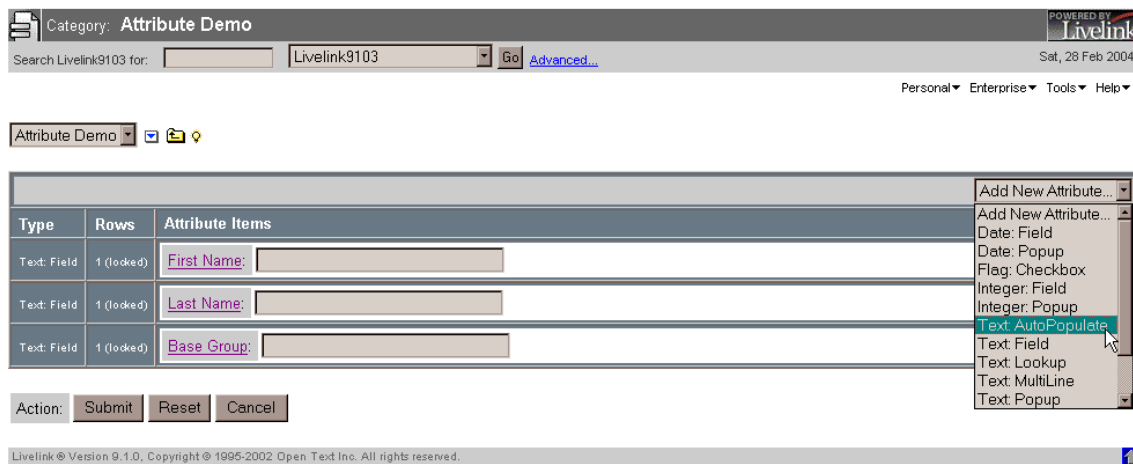 Category: Attribute Demo
POWERED BY
Livelink
Search Livelink9103 for: Livelink9103 Go Advanced...
Sat, 28 Feb 2004
Personal Enterprise Tools Help
Attribute Demo
Add New Attribute...
Type Rows Attribute Items
Text: Field 1 (locked) First Name:
Text: Field 1 (locked) Last Name:
Text: Field 1 (locked) Base Group:
Add New Attribute...
Date: Field
Date: Popup
Flag: Checkbox
Integer: Field
Integer: Popup
Text: AutoPopulate
Text: Field
Text: Lookup
Text: MultiLine
Text: Popup
Action: Submit Reset Cancel
Livelink ® Version 9.1.0, Copyright © 1995-2002 Open Text Inc. All rights reserved.